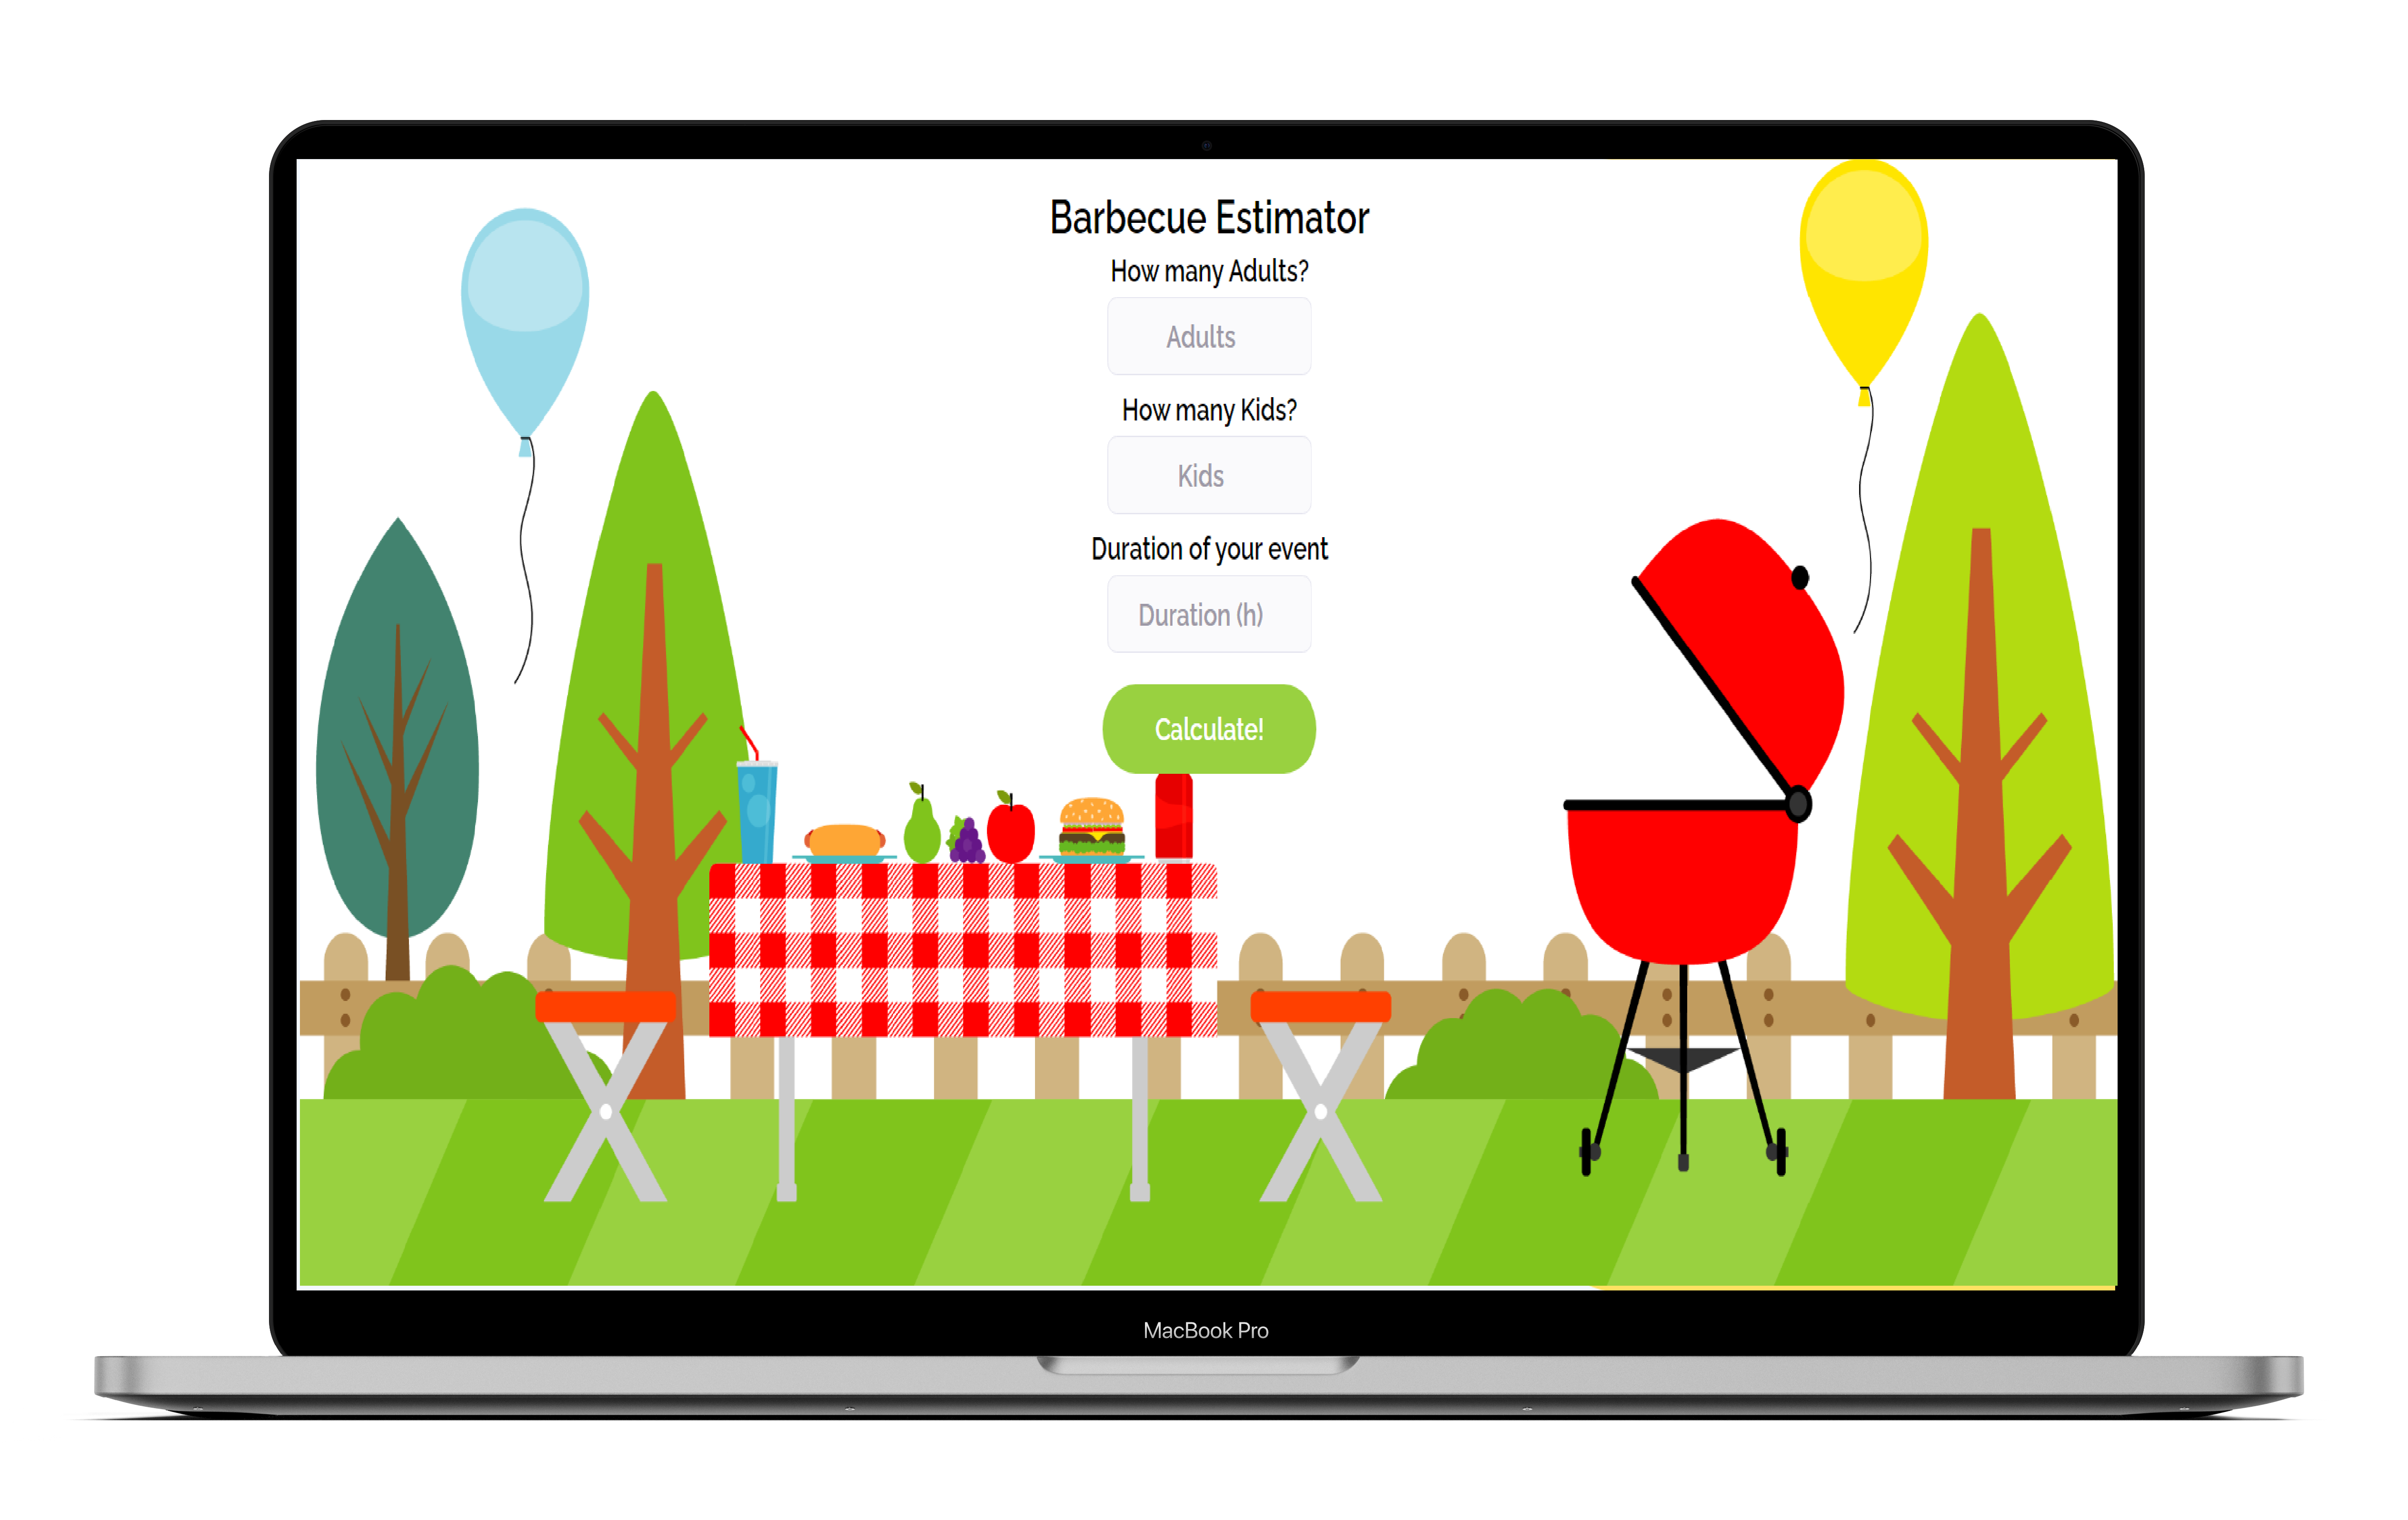 Barbecue Estimator
How many Adults?
Adults
How many Kids?
Kids
Duration of your event
Duration (h)
Calculate!
MacBook Pro